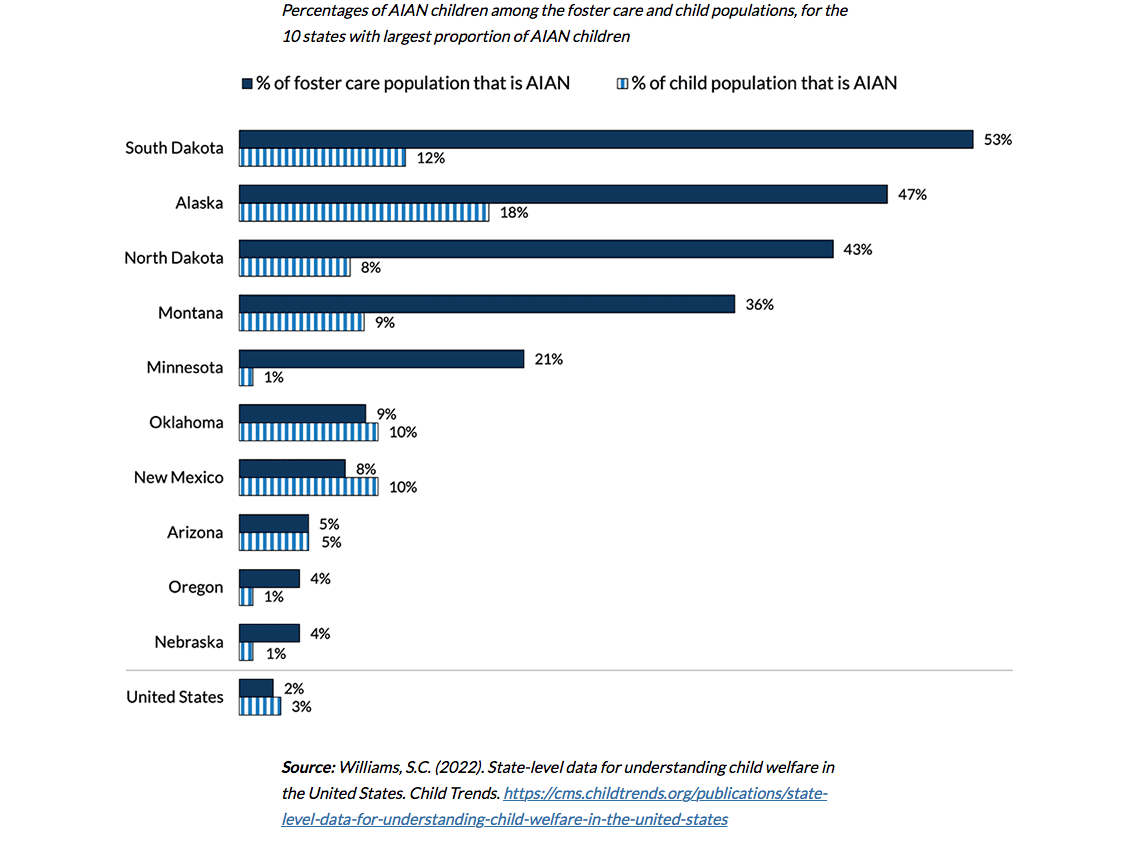 Percentages of AIAN children among the foster care and child populations, for the
10 states with largest proportion of AIAN children
% of foster care population that is AIAN
% of child population that is AIAN
South Dakota
53%
12%
Alaska
47%
18%
North Dakota
43%
8%
Montana
36%
9%
Minnesota
21%
1%
Oklahoma
9%
10%
New Mexico
8%
10%
Arizona
5%
5%
Oregon
4%
1%
Nebraska
4%
1%
United States
2%
3%
Source: Williams, S.C. (2022). State-level data for understanding child welfare in
the United States. Child Trends. https://cms.childtrends.org/publications/state-
level-data-for-understanding-child-welfare-in-the-united-states